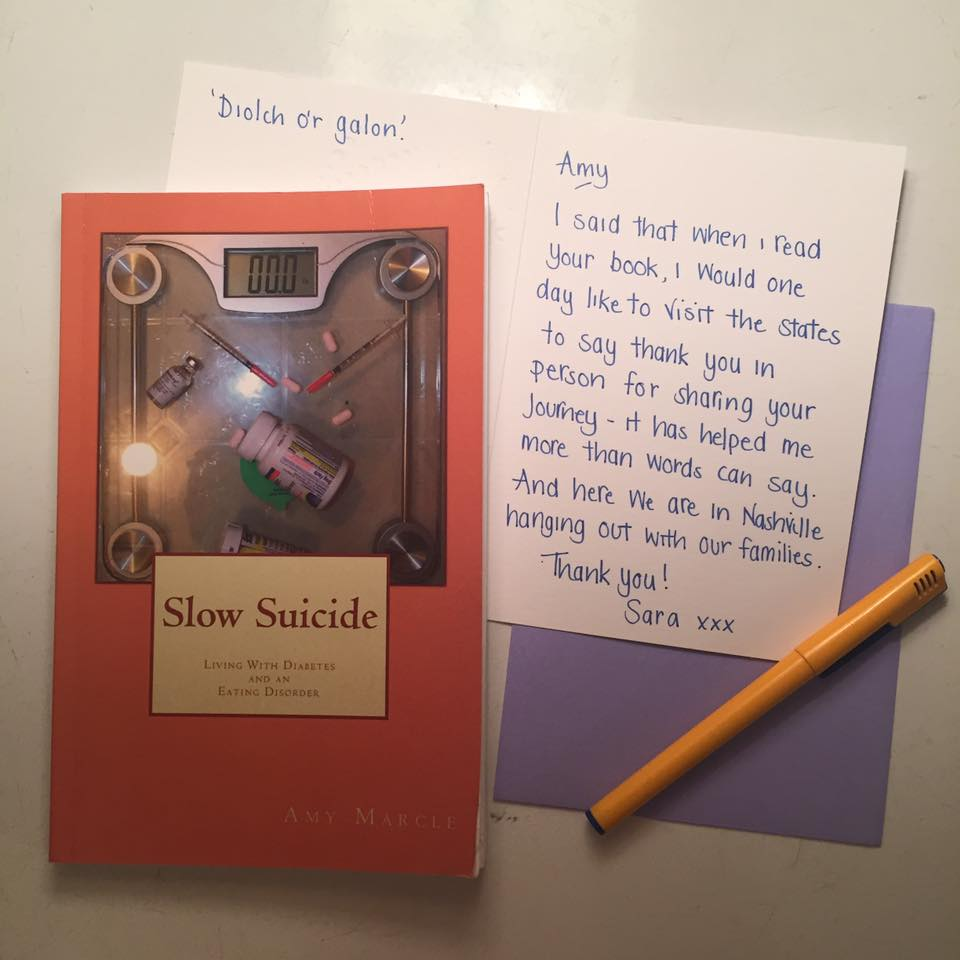 'Diolch o'r galon.'
Amy
I said that when I read
your book, I would one
day like to visit the states
to say thank you in
person for sharing your
Journey - it has helped me
more than words can say.
And here we are in Nashville
hanging out with our families.
Thank you!
Sara xxx
00.0
Slow Suicide
Living With Diabetes
and an
Eating Disorder
Amy Marcle